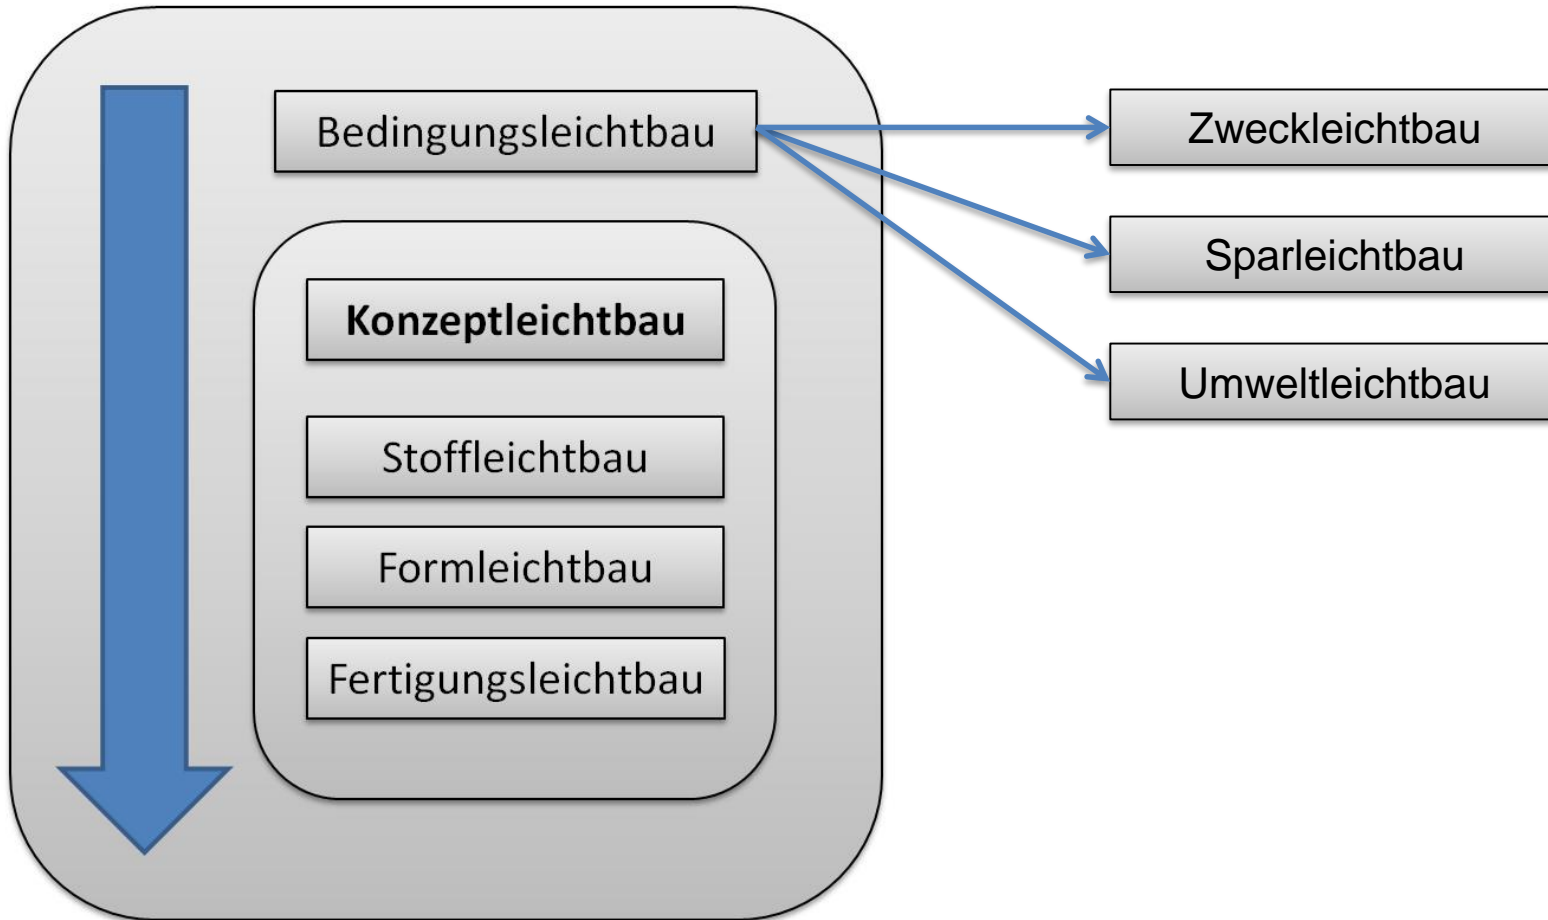 Bedingungsleichtbau
Konzeptleichtbau
Stoffleichtbau
Formleichtbau
Fertigungsleichtbau
Zweckleichtbau
Sparleichtbau
Umweltleichtbau